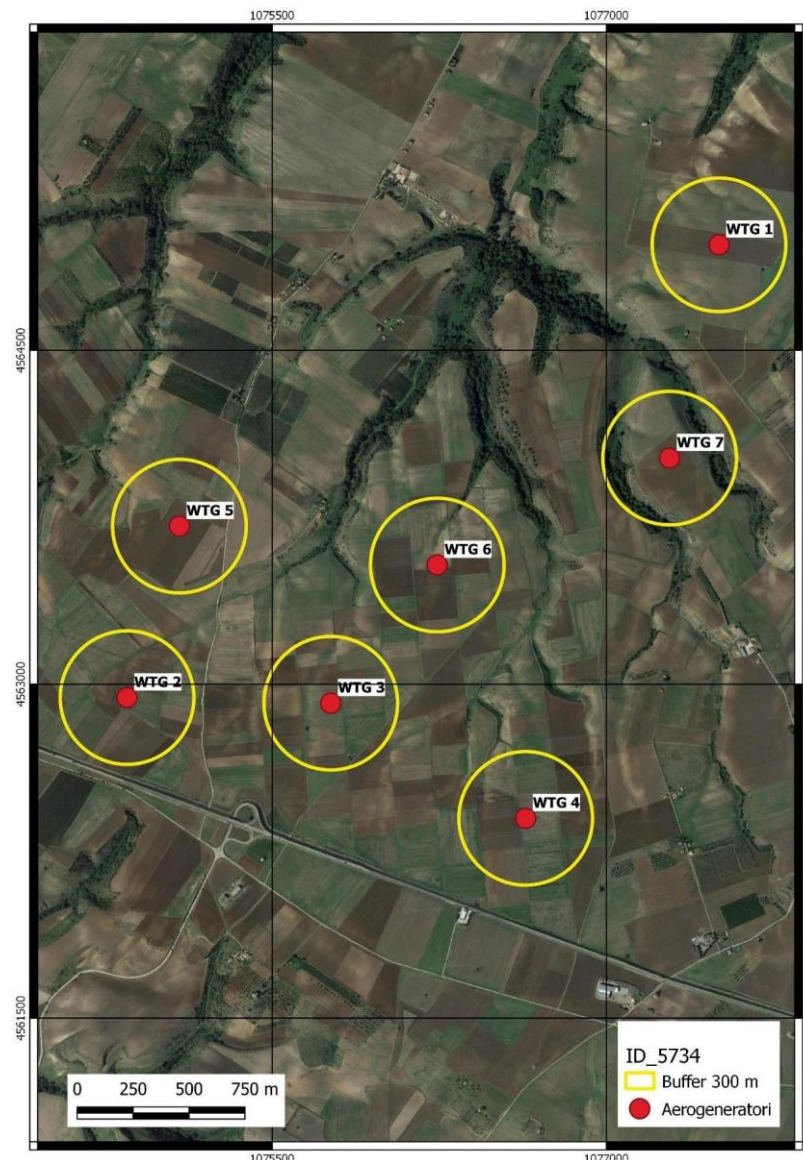 1075500 1077000
WTG 1
4564500
WTG 7
WTG 5
WTG 6
4563000
WTG 2
WTG 3
WTG 4
4561500
ID_5734
Buffer 300 m
Aerogeneratori
0 250 500 750 m
1075500 1077000